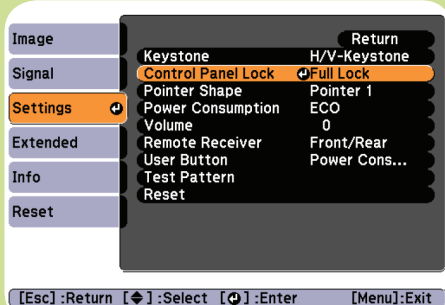 Image
Signal
Settings
Extended
Info
Reset
Return
Keystone H/V-Keystone
Control Panel Lock Full Lock
Pointer Shape Pointer 1
Power Consumption ECO
Volume 0
Remote Receiver Front/Rear
User Button Power Cons...
Test Pattern
Reset
[Esc] :Return [◆] :Select [↵] :Enter [Menu]:Exit